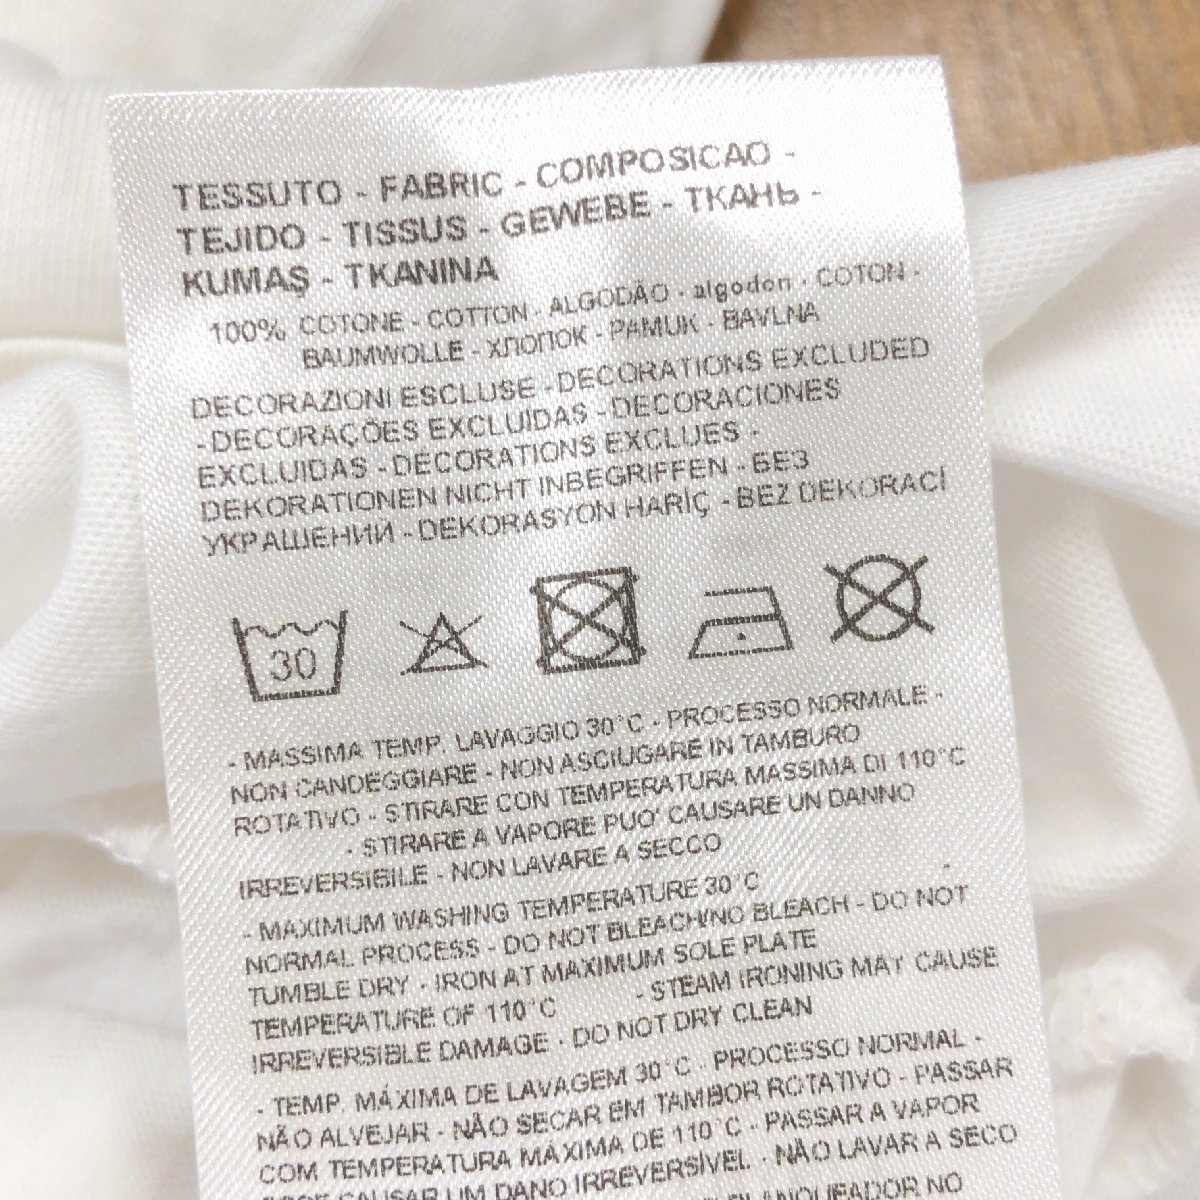 TESSUTO - FABRIC - COMPOSICAO -
TEJIDO - TISSUS - GEWEBE - ТКАНЬ -
KUMAŞ - TKANINA
100% COTONE - COTTON - ALGODÃO - algodon - COTON -
BAUMWOLLE - ХЛОПОК - PAMUK - BAVLNA
DECORAZIONI ESCLUSE - DECORATIONS EXCLUDED
- DECORAÇÕES EXCLUÍDAS - DECORACIONES
EXCLUIDAS - DECORATIONS EXCLUES -
DEKORATIONEN NICHT INBEGRIFFEN - БЕЗ
УКРАШЕНИИ - DEKORASYON HARİÇ - BEZ DEKORACÍ
30
- MASSIMA TEMP. LAVAGGIO 30°C - PROCESSO NORMALE -
NON CANDEGGIARE - NON ASCIUGARE IN TAMBURO
ROTATIVO - STIRARE CON TEMPERATURA MASSIMA DI 110°C
- STIRARE A VAPORE PUO' CAUSARE UN DANNO
IRREVERSIBILE - NON LAVARE A SECCO
- MAXIMUM WASHING TEMPERATURE 30°C -
NORMAL PROCESS - DO NOT BLEACH/NO BLEACH - DO NOT
TUMBLE DRY - IRON AT MAXIMUM SOLE PLATE
TEMPERATURE OF 110°C - STEAM IRONING MAY CAUSE
IRREVERSIBLE DAMAGE - DO NOT DRY CLEAN
- TEMP. MÁXIMA DE LAVAGEM 30°C - PROCESSO NORMAL -
NÃO ALVEJAR - NÃO SECAR EM TAMBOR ROTATIVO - PASSAR
COM TEMPERATURA MÁXIMA DE 110°C - PASSAR A VAPOR
CAUSAR UM DANO IRREVERSÍVEL - NÃO LAVAR A SECO
NO